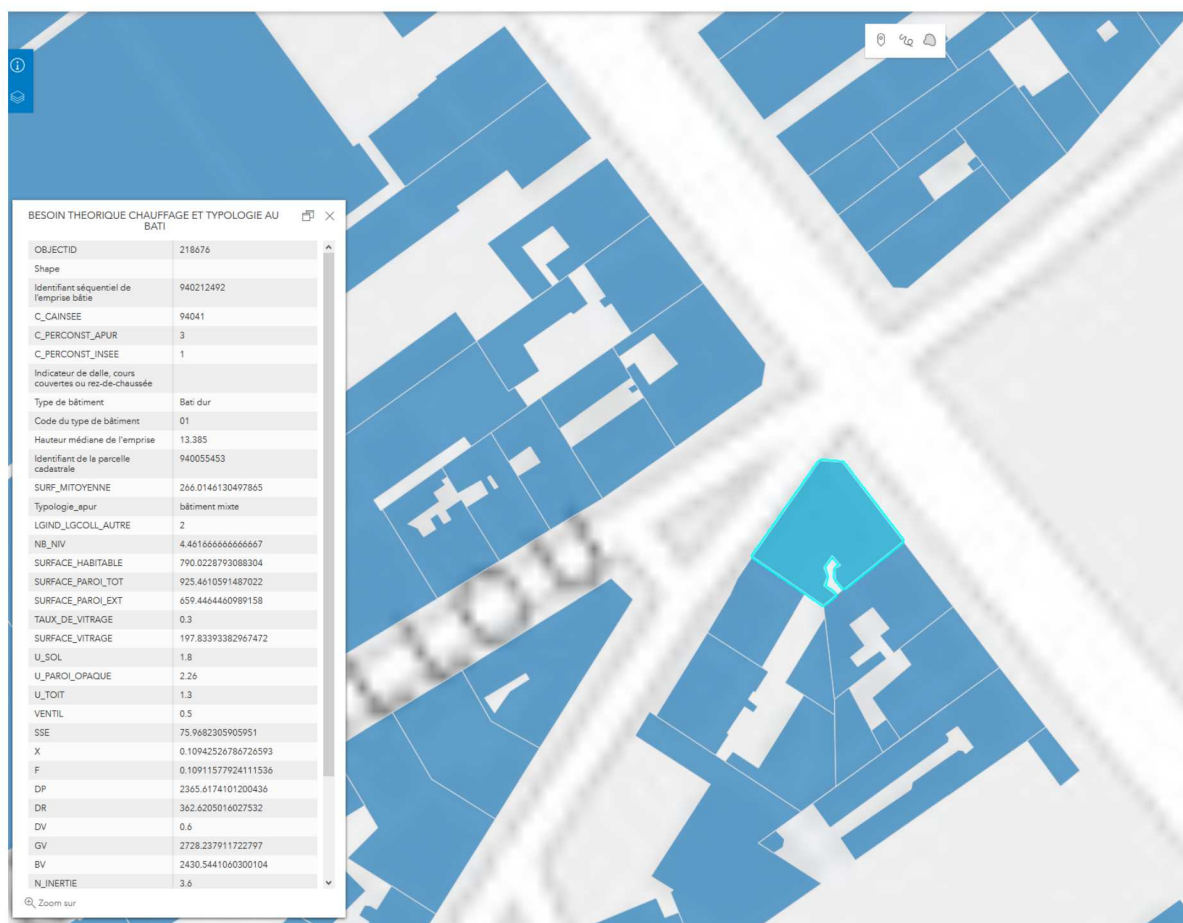 BESOIN THEORIQUE CHAUFFAGE ET TYPOLOGIE AU
BATI
OBJECTID 218676
Shape
Identifiant séquentiel de 940212492
l'emprise bâtie
C_CAINSEE 94041
C_PERCONST_APUR 3
C_PERCONST_INSEE 1
Indicateur de dalle, cours
couvertes ou rez-de-chaussée
Type de bâtiment Bati dur
Code du type de bâtiment 01
Hauteur médiane de l'emprise 13.385
Identifiant de la parcelle 940055453
cadastrale
SURF_MITOYENNE 266.0146130497865
Typologie_apur bâtiment mixte
LGIND_LGCOLL_AUTRE 2
NB_NIV 4.461666666666667
SURFACE_HABITABLE 790.0228793088304
SURFACE_PAROI_TOT 925.4610591487022
SURFACE_PAROI_EXT 659.4464460989158
TAUX_DE_VITRAGE 0.3
SURFACE_VITRAGE 197.83393382967472
U_SOL 1.8
U_PAROI_OPAQUE 2.26
U_TOIT 1.3
VENTIL 0.5
SSE 75.9682305905951
X 0.10942526786726593
F 0.10911577924111536
DP 2365.6174101200436
DR 362.6205016027532
DV 0.6
GV 2728.237911722797
BV 2430.5441060300104
N_INERTIE 3.6
Zoom sur
LLOU